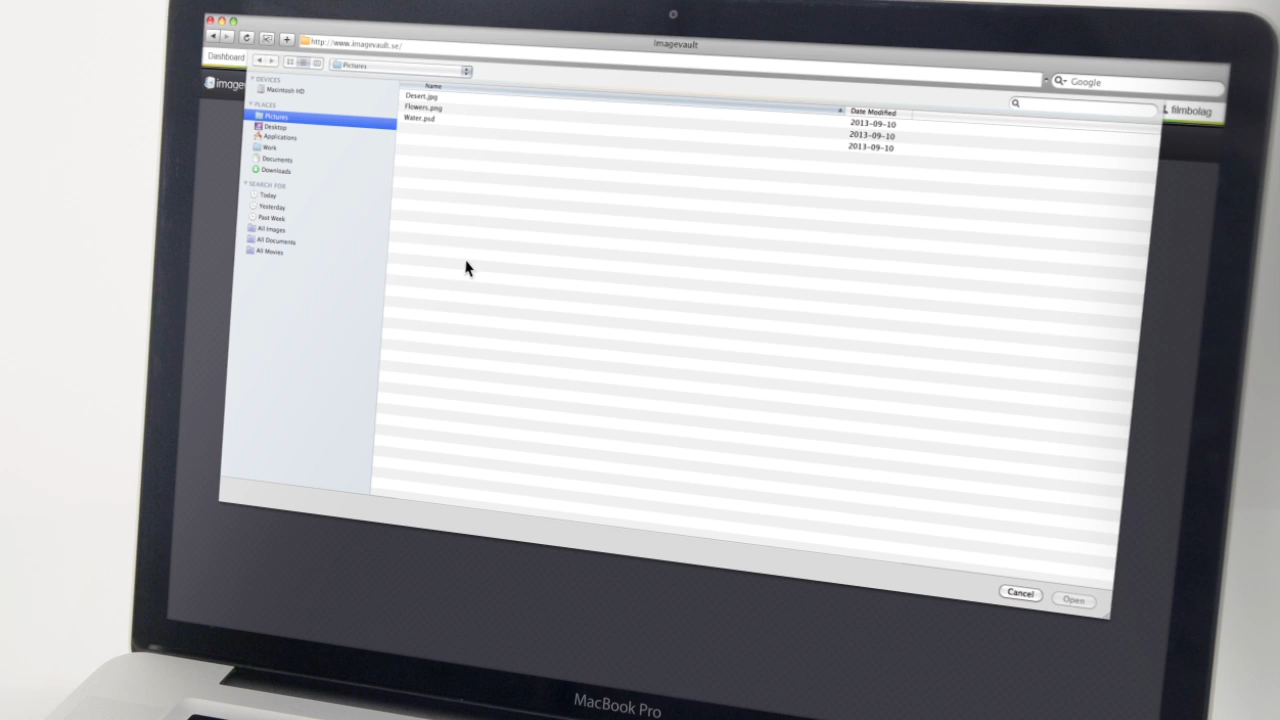 imagevault
http://www.imagevault.se/
Google
Dashboard
Pictures
filmbolag
image
DEVICES
Macintosh HD
PLACES
Pictures
Desktop
Applications
Work
Documents
Downloads
SEARCH FOR
Today
Yesterday
Past Week
All Images
All Documents
All Movies
Name
Date Modified
Desert.jpg
2013-09-10
Flowers.png
2013-09-10
Water.psd
2013-09-10
Cancel
Open
MacBook Pro